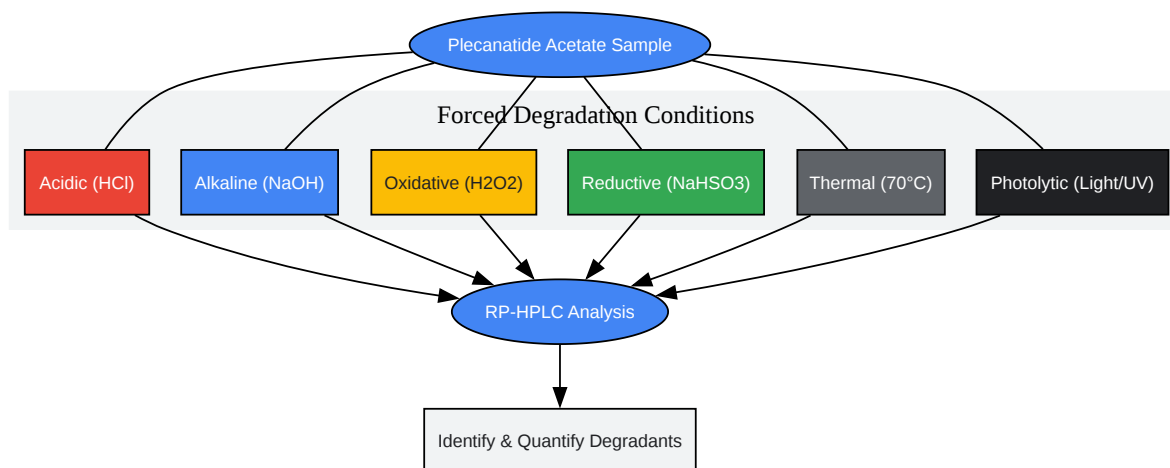 Plecanatide Acetate Sample
Forced Degradation Conditions
Acidic (HCl)
Alkaline (NaOH)
Oxidative (H2O2)
Reductive (NaHSO3)
Thermal (70°C)
Photolytic (Light/UV)
RP-HPLC Analysis
Identify & Quantify Degradants